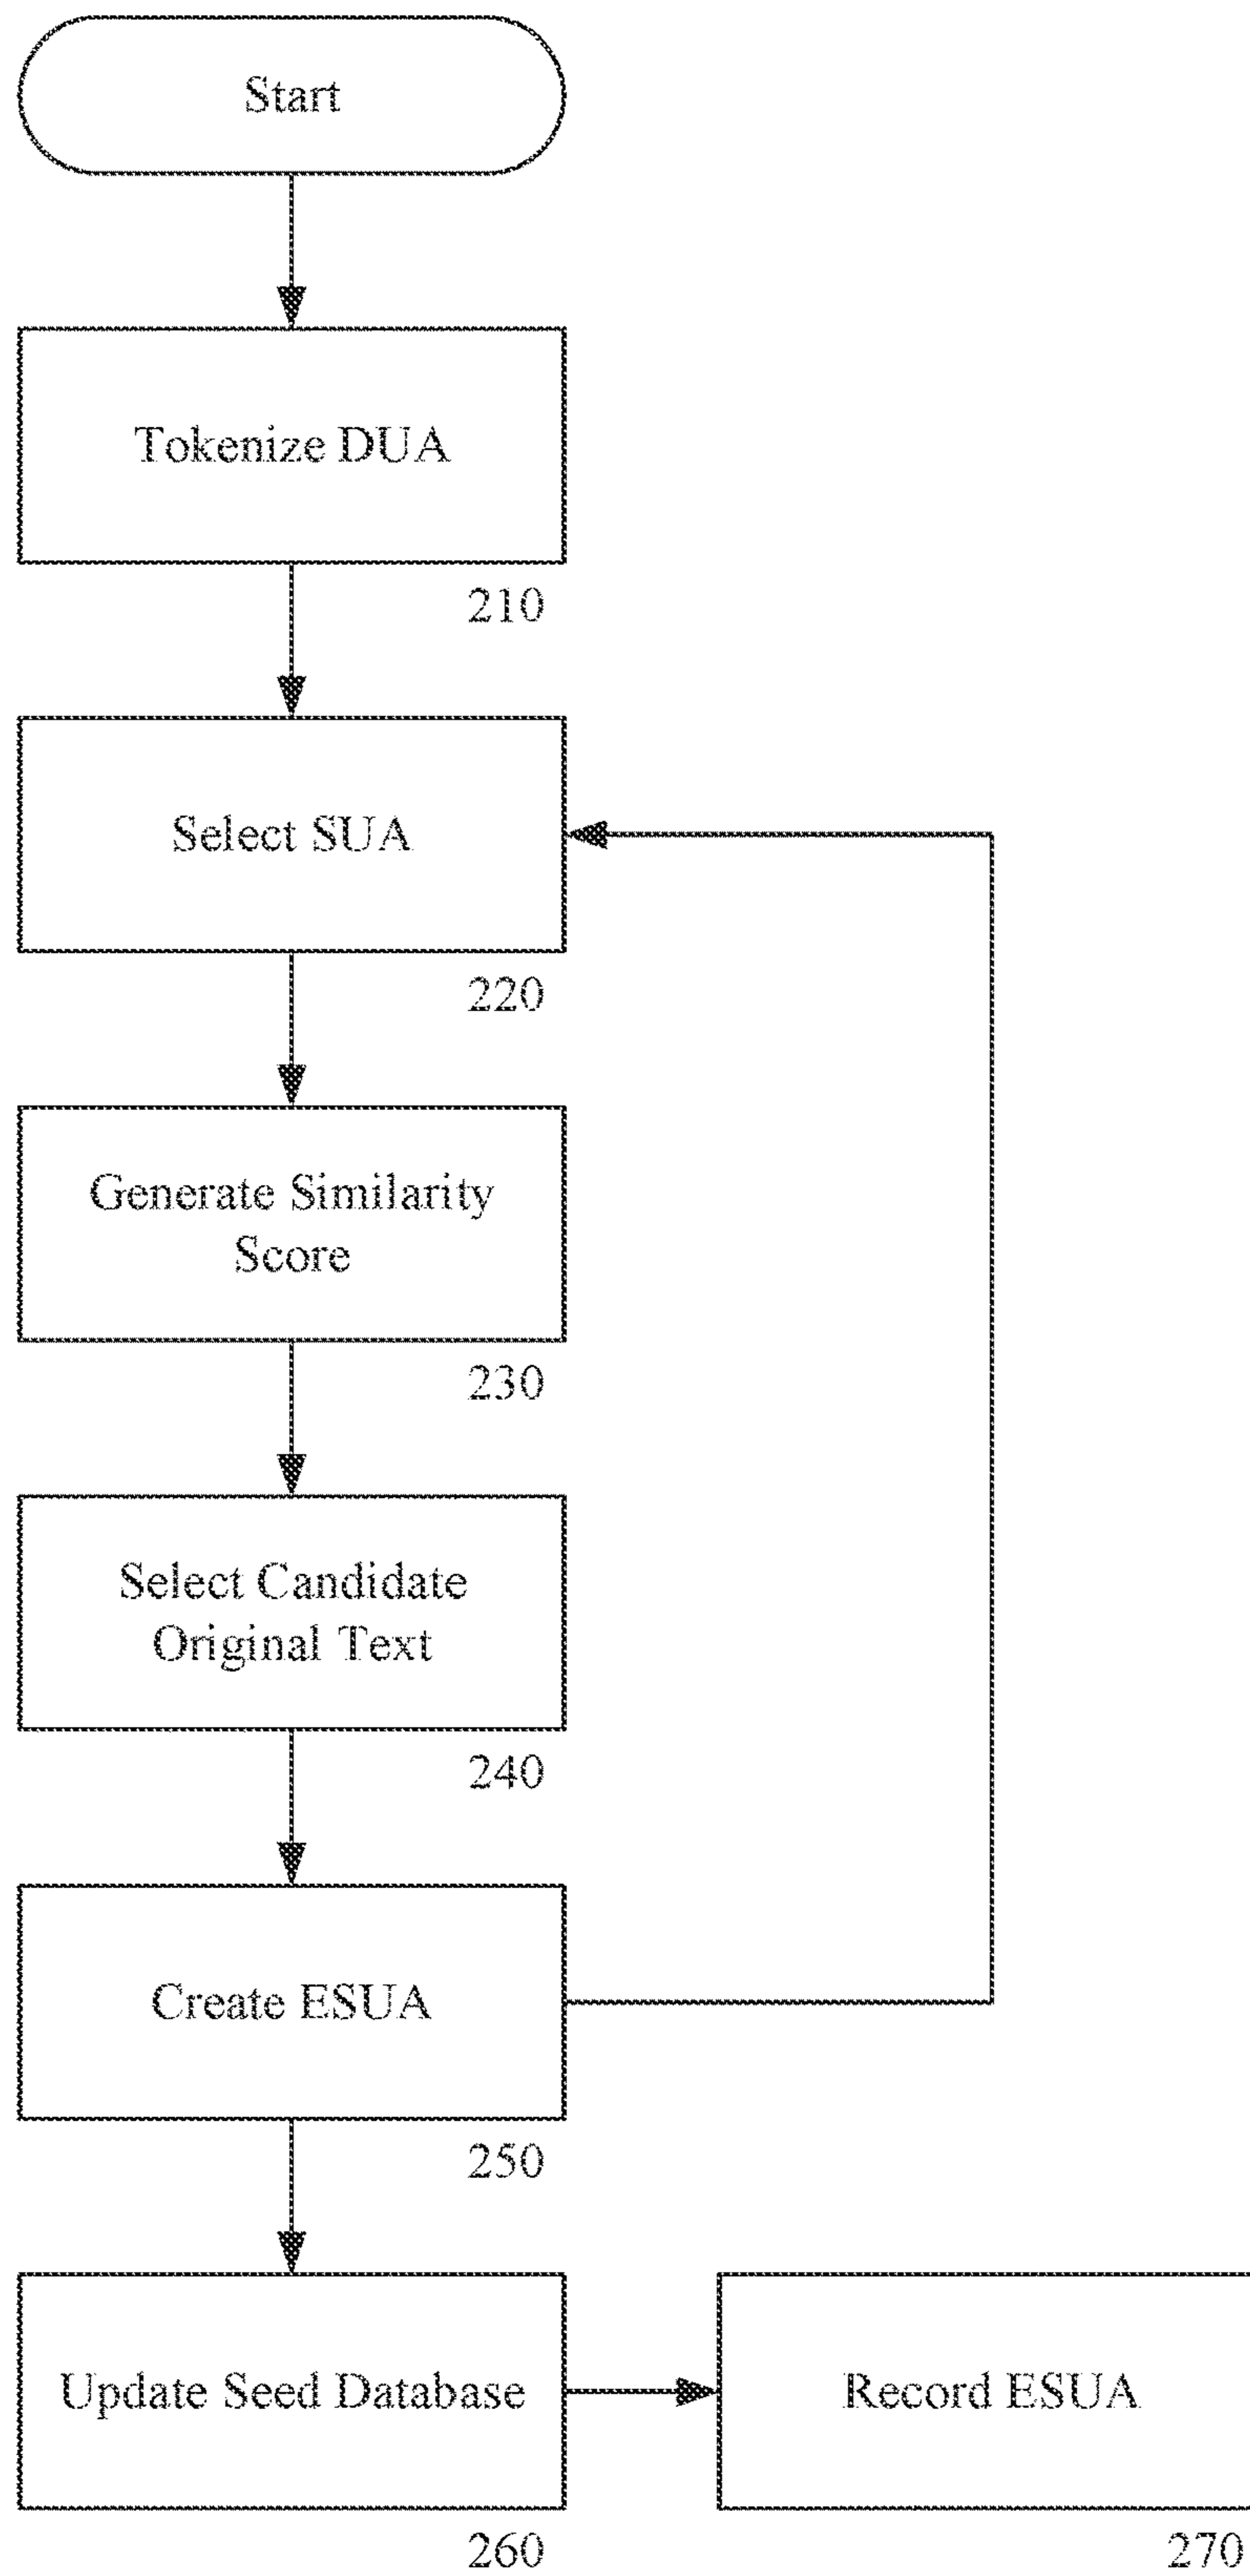 Start
Tokenize DUA
210
Select SUA
220
Generate Similarity
Score
230
Select Candidate
Original Text
240
Create ESUA
250
Update Seed Database
260
Record ESUA
270